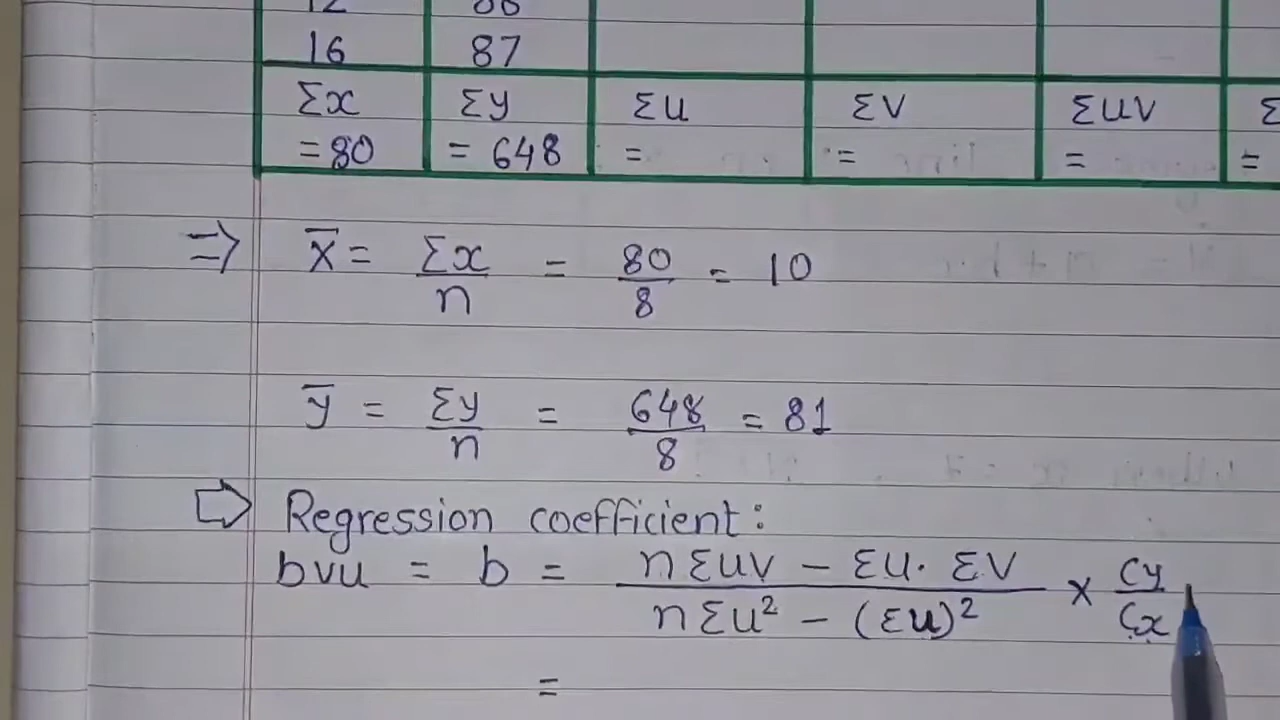 16 87
Σx Σy Σu Σv Σuv Σ
=80 = 648 = = = =
⇒ x̄ = Σx/n = 80/8 = 10
ȳ = Σy/n = 648/8 = 81
⇨ Regression coefficient:
bvu = b = nΣuv − Σu· Σv / nΣu² − (Σu)² × Cy/Cx
=